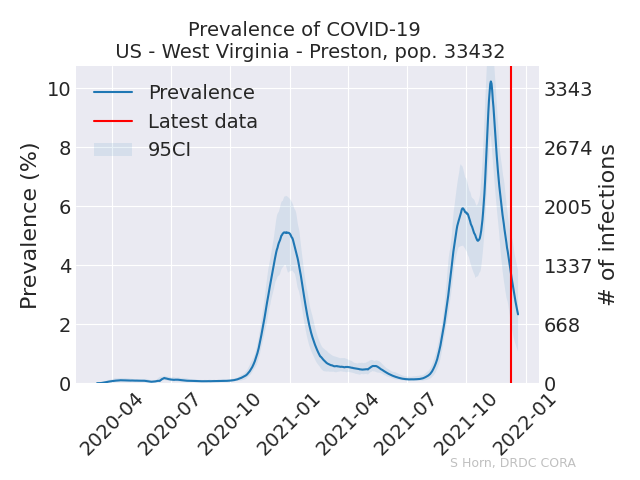 Prevalence of COVID-19
US - West Virginia - Preston, pop. 33432
Prevalence (%)
10
8
6
4
2
0
Prevalence
Latest data
95CI
3343
2674
2005
1337
668
0
# of infections
2020-04
2020-07
2020-10
2021-01
2021-04
2021-07
2021-10
2022-01
S Horn, DRDC CORA